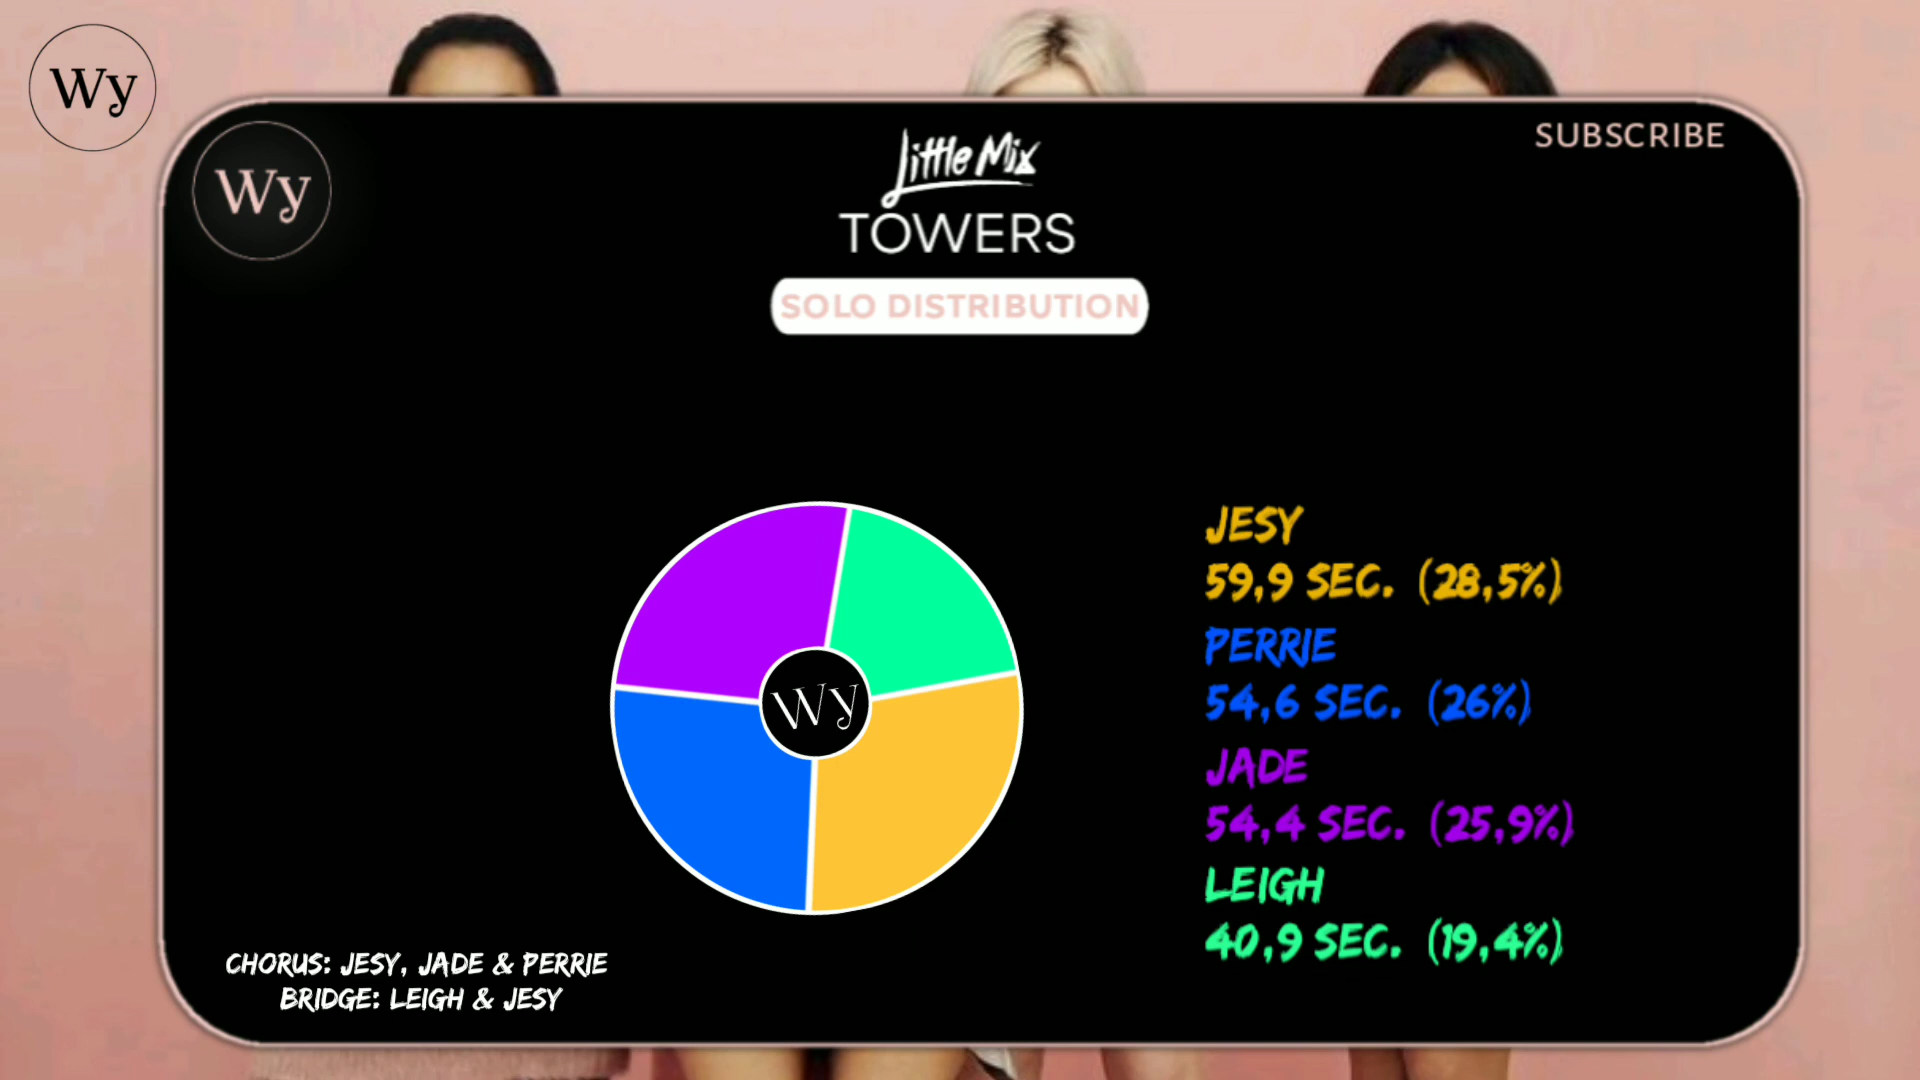 Wy
Wy
SUBSCRIBE
Little Mix
TOWERS
SOLO DISTRIBUTION
Wy
JESY
59,9 SEC. (28,5%)
PERRIE
54,6 SEC. (26%)
JADE
54,4 SEC. (25,9%)
LEIGH
40,9 SEC. (19,4%)
CHORUS: JESY, JADE & PERRIE
BRIDGE: LEIGH & JESY